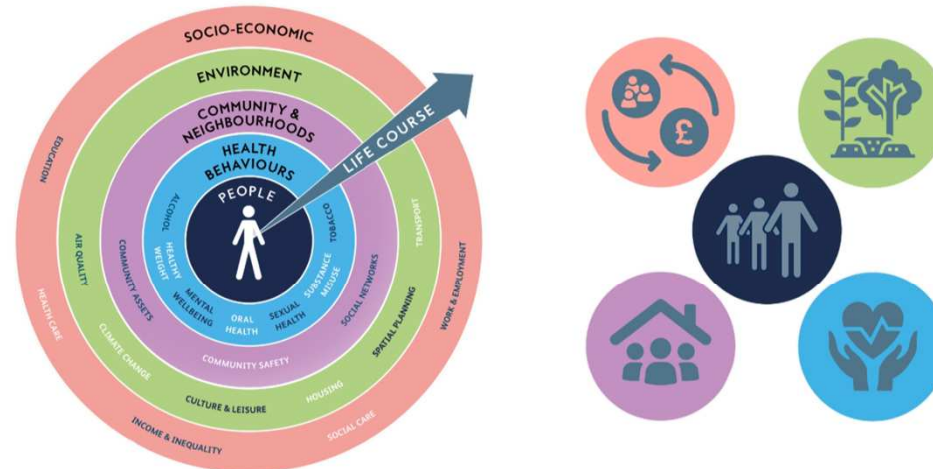 SOCIO-ECONOMIC
EDUCATION
HEALTH CARE
INCOME & INEQUALITY
SOCIAL CARE
WORK & EMPLOYMENT
ENVIRONMENT
AIR QUALITY
CLIMATE CHANGE
CULTURE & LEISURE
HOUSING
SPATIAL PLANNING
TRANSPORT
COMMUNITY &
NEIGHBOURHOODS
COMMUNITY ASSETS
COMMUNITY SAFETY
SOCIAL NETWORKS
HEALTH
BEHAVIOURS
ALCOHOL
HEALTHY
WEIGHT
MENTAL
WELLBEING
ORAL
HEALTH
SEXUAL
HEALTH
SUBSTANCE
MISUSE
TOBACCO
PEOPLE
LIFE COURSE
£